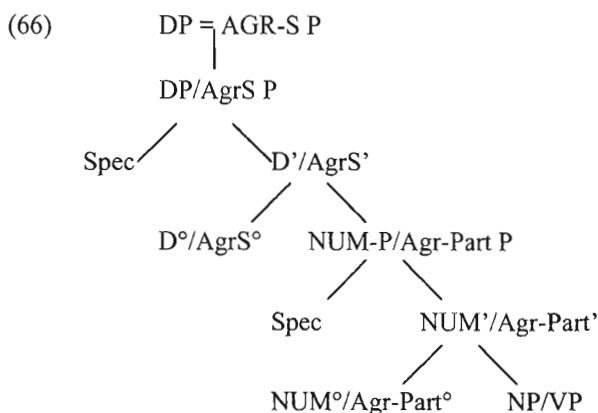 (66) DP = AGR-S P
DP/AgrS P
Spec D’/AgrS’
D°/AgrS° NUM-P/Agr-Part P
Spec NUM’/Agr-Part’
NUM°/Agr-Part° NP/VP